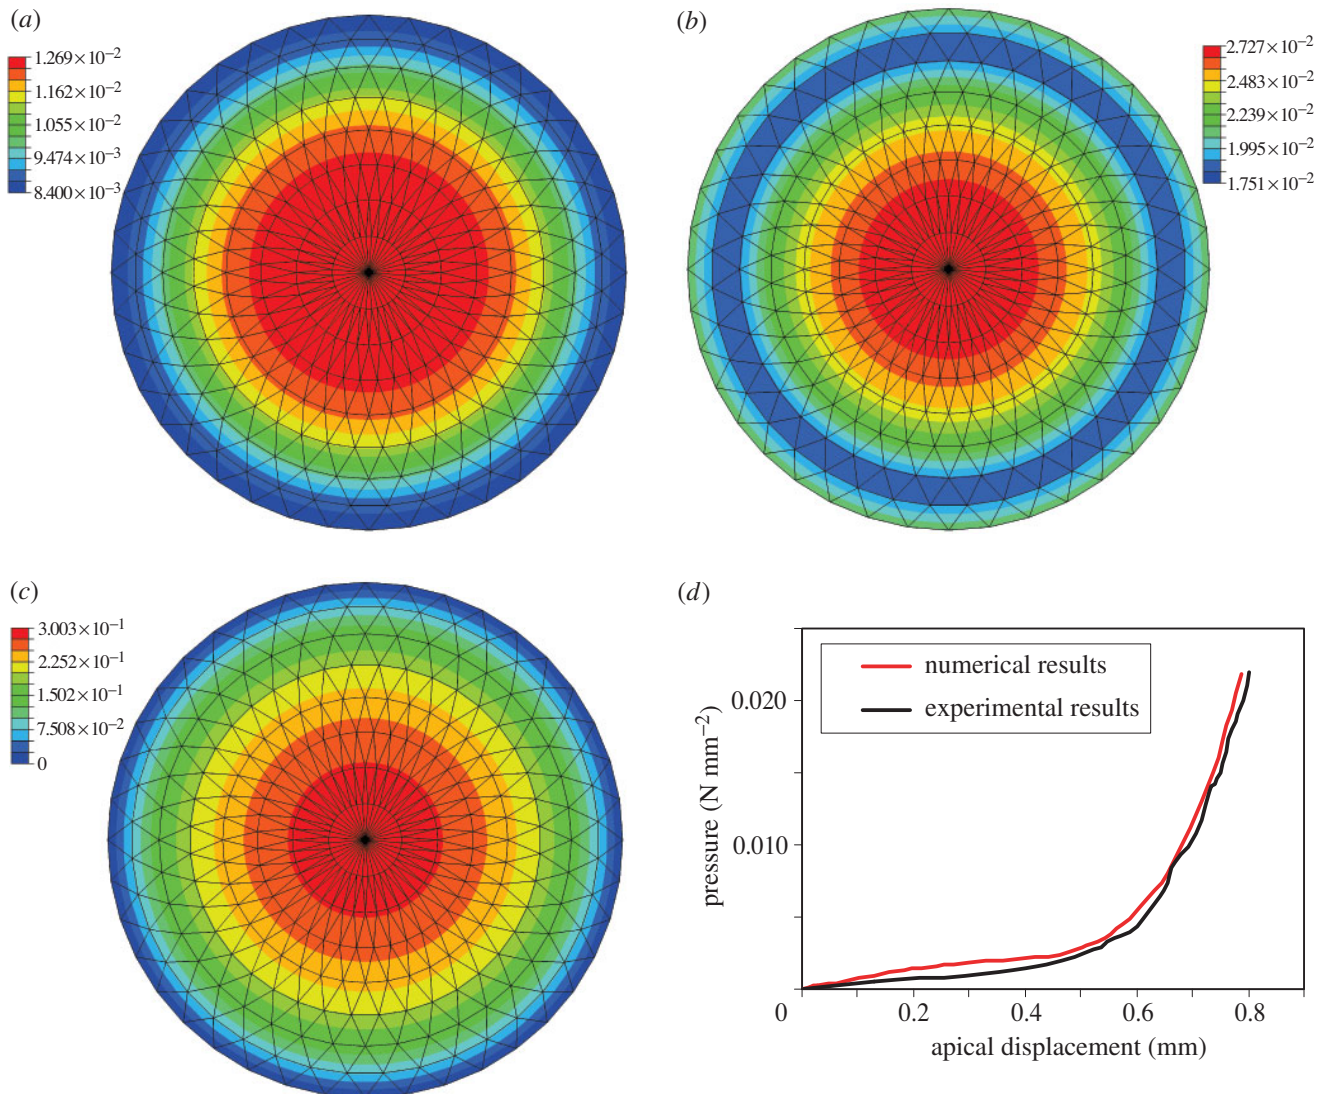 (a)
1.269×10⁻²
1.162×10⁻²
1.055×10⁻²
9.474×10⁻³
8.400×10⁻³
(b)
2.727×10⁻²
2.483×10⁻²
2.239×10⁻²
1.995×10⁻²
1.751×10⁻²
(c)
3.003×10⁻¹
2.252×10⁻¹
1.502×10⁻¹
7.508×10⁻²
0
(d)
numerical results
experimental results
0.020
0.010
pressure (N mm⁻²)
0 0.2 0.4 0.6 0.8
apical displacement (mm)